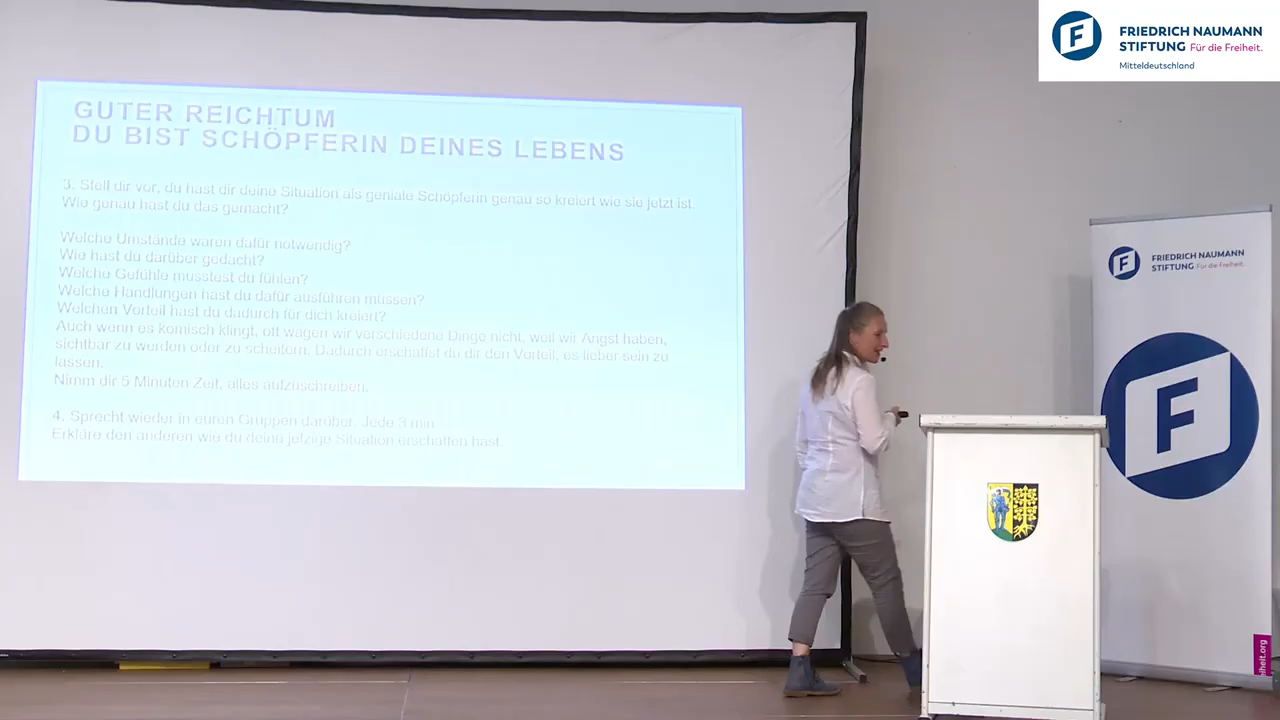 FRIEDRICH NAUMANN
STIFTUNG Für die Freiheit.
Mitteldeutschland
GUTER REICHTUM
DU BIST SCHÖPFERIN DEINES LEBENS
3. Stell dir vor, du hast dir deine Situation als geniale Schöpferin genau so kreiert wie sie jetzt ist.
Wie genau hast du das gemacht?
Welche Umstände waren dafür notwendig?
Wie hast du darüber gedacht?
Welche Gefühle musstest du fühlen?
Welche Handlungen hast du dafür ausführen müssen?
Welchen Vorteil hast du dadurch für dich kreiert?
Auch wenn es komisch klingt, oft wagen wir verschiedene Dinge nicht, weil wir Angst haben,
sichtbar zu werden oder zu scheitern. Dadurch erschaffst du dir den Vorteil, es lieber sein zu
lassen.
Nimm dir 5 Minuten Zeit, alles aufzuschreiben.
4. Sprecht wieder in euren Gruppen darüber. Jede 3 min
Erkläre den anderen wie du deine jetzige Situation erschaffen hast.
FRIEDRICH NAUMANN
STIFTUNG Für die Freiheit.
F
iheit.org